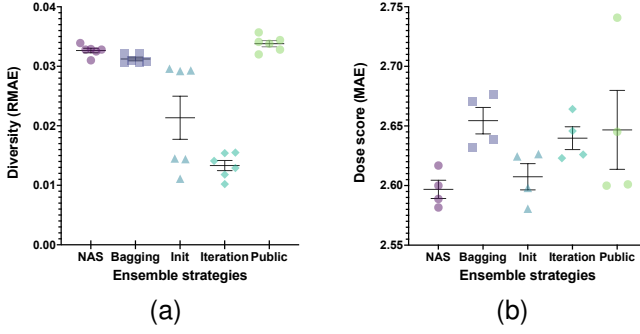 0.04
0.03
0.02
0.01
0.00
Diversity (RMAE)
NAS Bagging Init Iteration Public
Ensemble strategies
(a)
2.75
2.70
2.65
2.60
2.55
Dose score (MAE)
NAS Bagging Init Iteration Public
Ensemble strategies
(b)